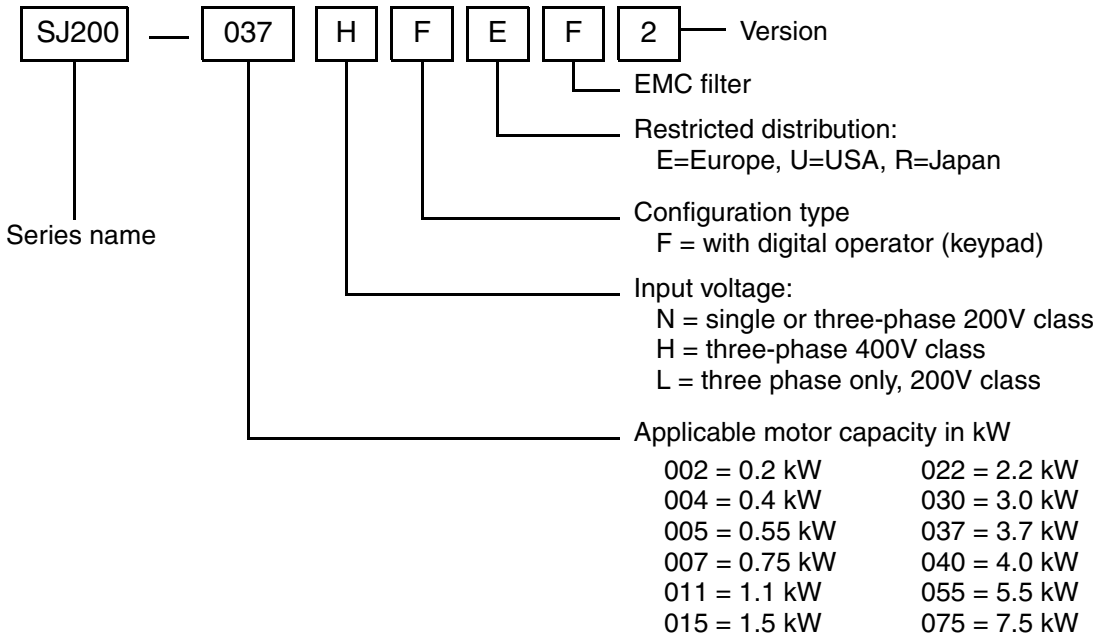 SJ200 — 037 H F E F 2 Version
EMC filter
Restricted distribution:
E=Europe, U=USA, R=Japan
Configuration type
F = with digital operator (keypad)
Series name
Input voltage:
N = single or three-phase 200V class
H = three-phase 400V class
L = three phase only, 200V class
Applicable motor capacity in kW
002 = 0.2 kW 022 = 2.2 kW
004 = 0.4 kW 030 = 3.0 kW
005 = 0.55 kW 037 = 3.7 kW
007 = 0.75 kW 040 = 4.0 kW
011 = 1.1 kW 055 = 5.5 kW
015 = 1.5 kW 075 = 7.5 kW